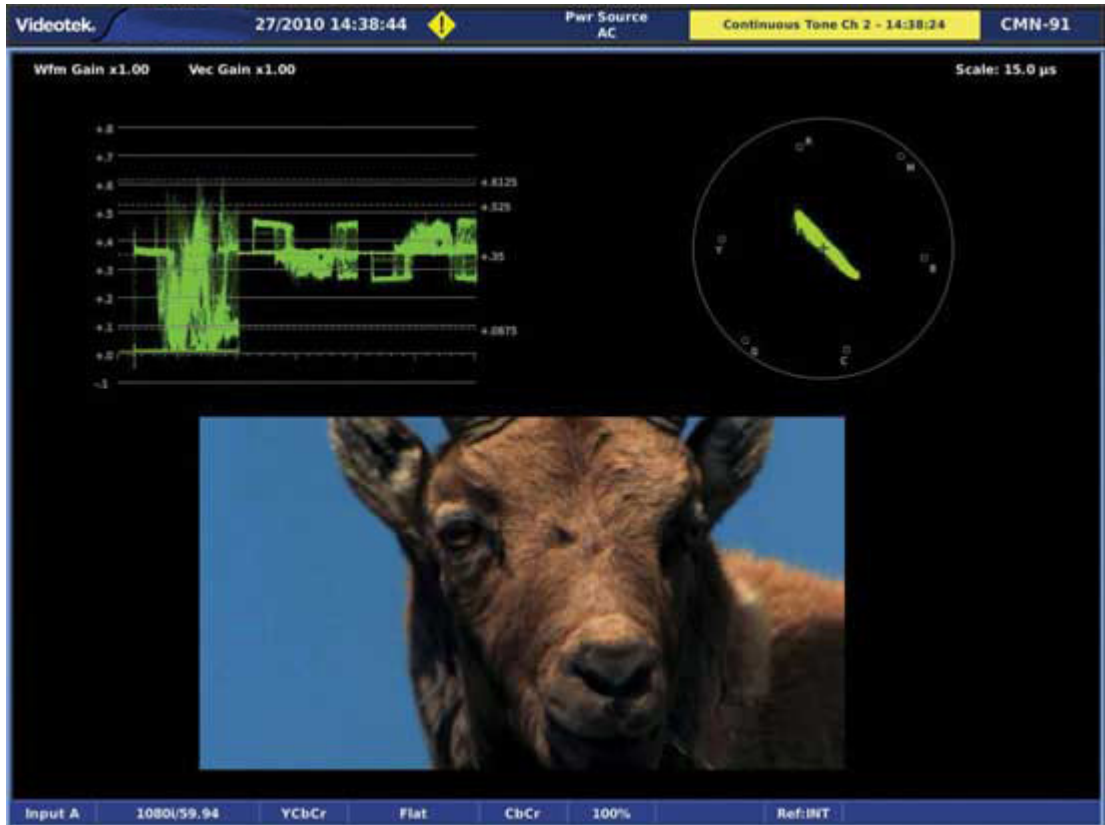 Videotek. 27/2010 14:38:44 Pwr Source AC Continuous Tone Ch 2 - 14:38:24 CMN-91
Wfm Gain x1.00 Vec Gain x1.00 Scale: 15.0 µs
+.8
+.7
+.6 +.6125
+.5 +.525
+.4
+.3 +.35
+.2
+.1 +.0875
+.0
-.1
R
M
Y
B
G
C
Input A 1080i/59.94 YCbCr Flat CbCr 100% Ref:INT